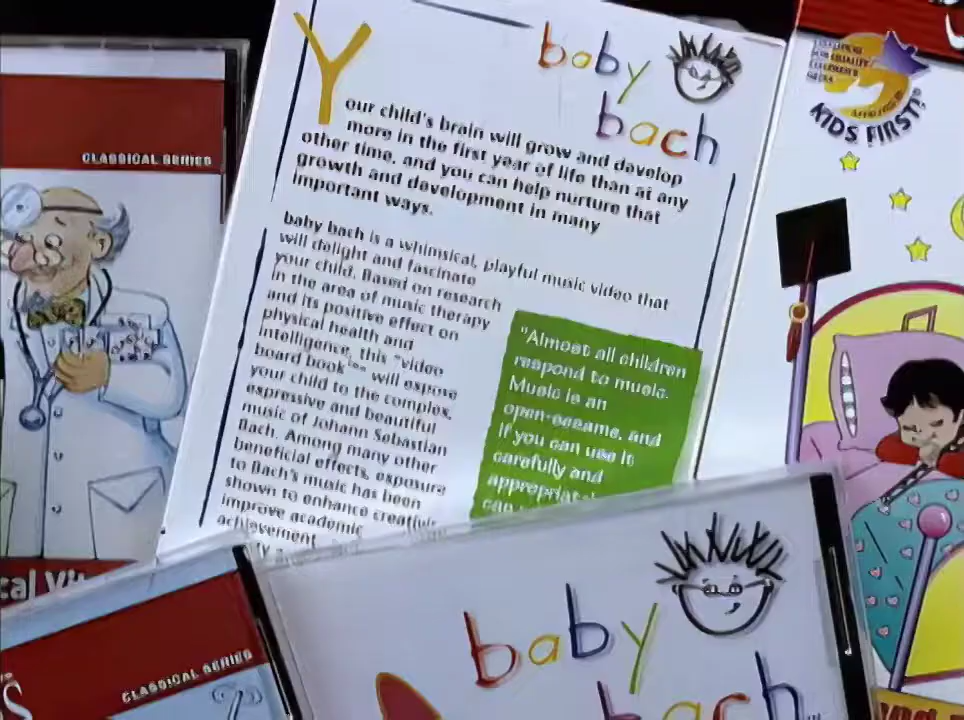 CLASSICAL SERIES
baby
bach
Your child's brain will grow and develop
more in the first year of life than at any
other time, and you can help nurture that
growth and development in many
important ways.
baby bach is a whimsical, playful music video that
will delight and fascinate
your child. Based on research
in the area of music therapy
and its positive effect on
physical health and
intelligence, this "video
board book"™ will expose
your child to the complex,
expressive and beautiful
music of Johann Sebastian
Bach. Among many other
beneficial effects, exposure
to Bach's music has been
shown to enhance
improve academic
achievement
"Almost all children
respond to music.
Music is an
open-sesame, and
if you can use it
carefully and
can
KIDS FIRST!®
CLASSICAL SERIES
baby
bach